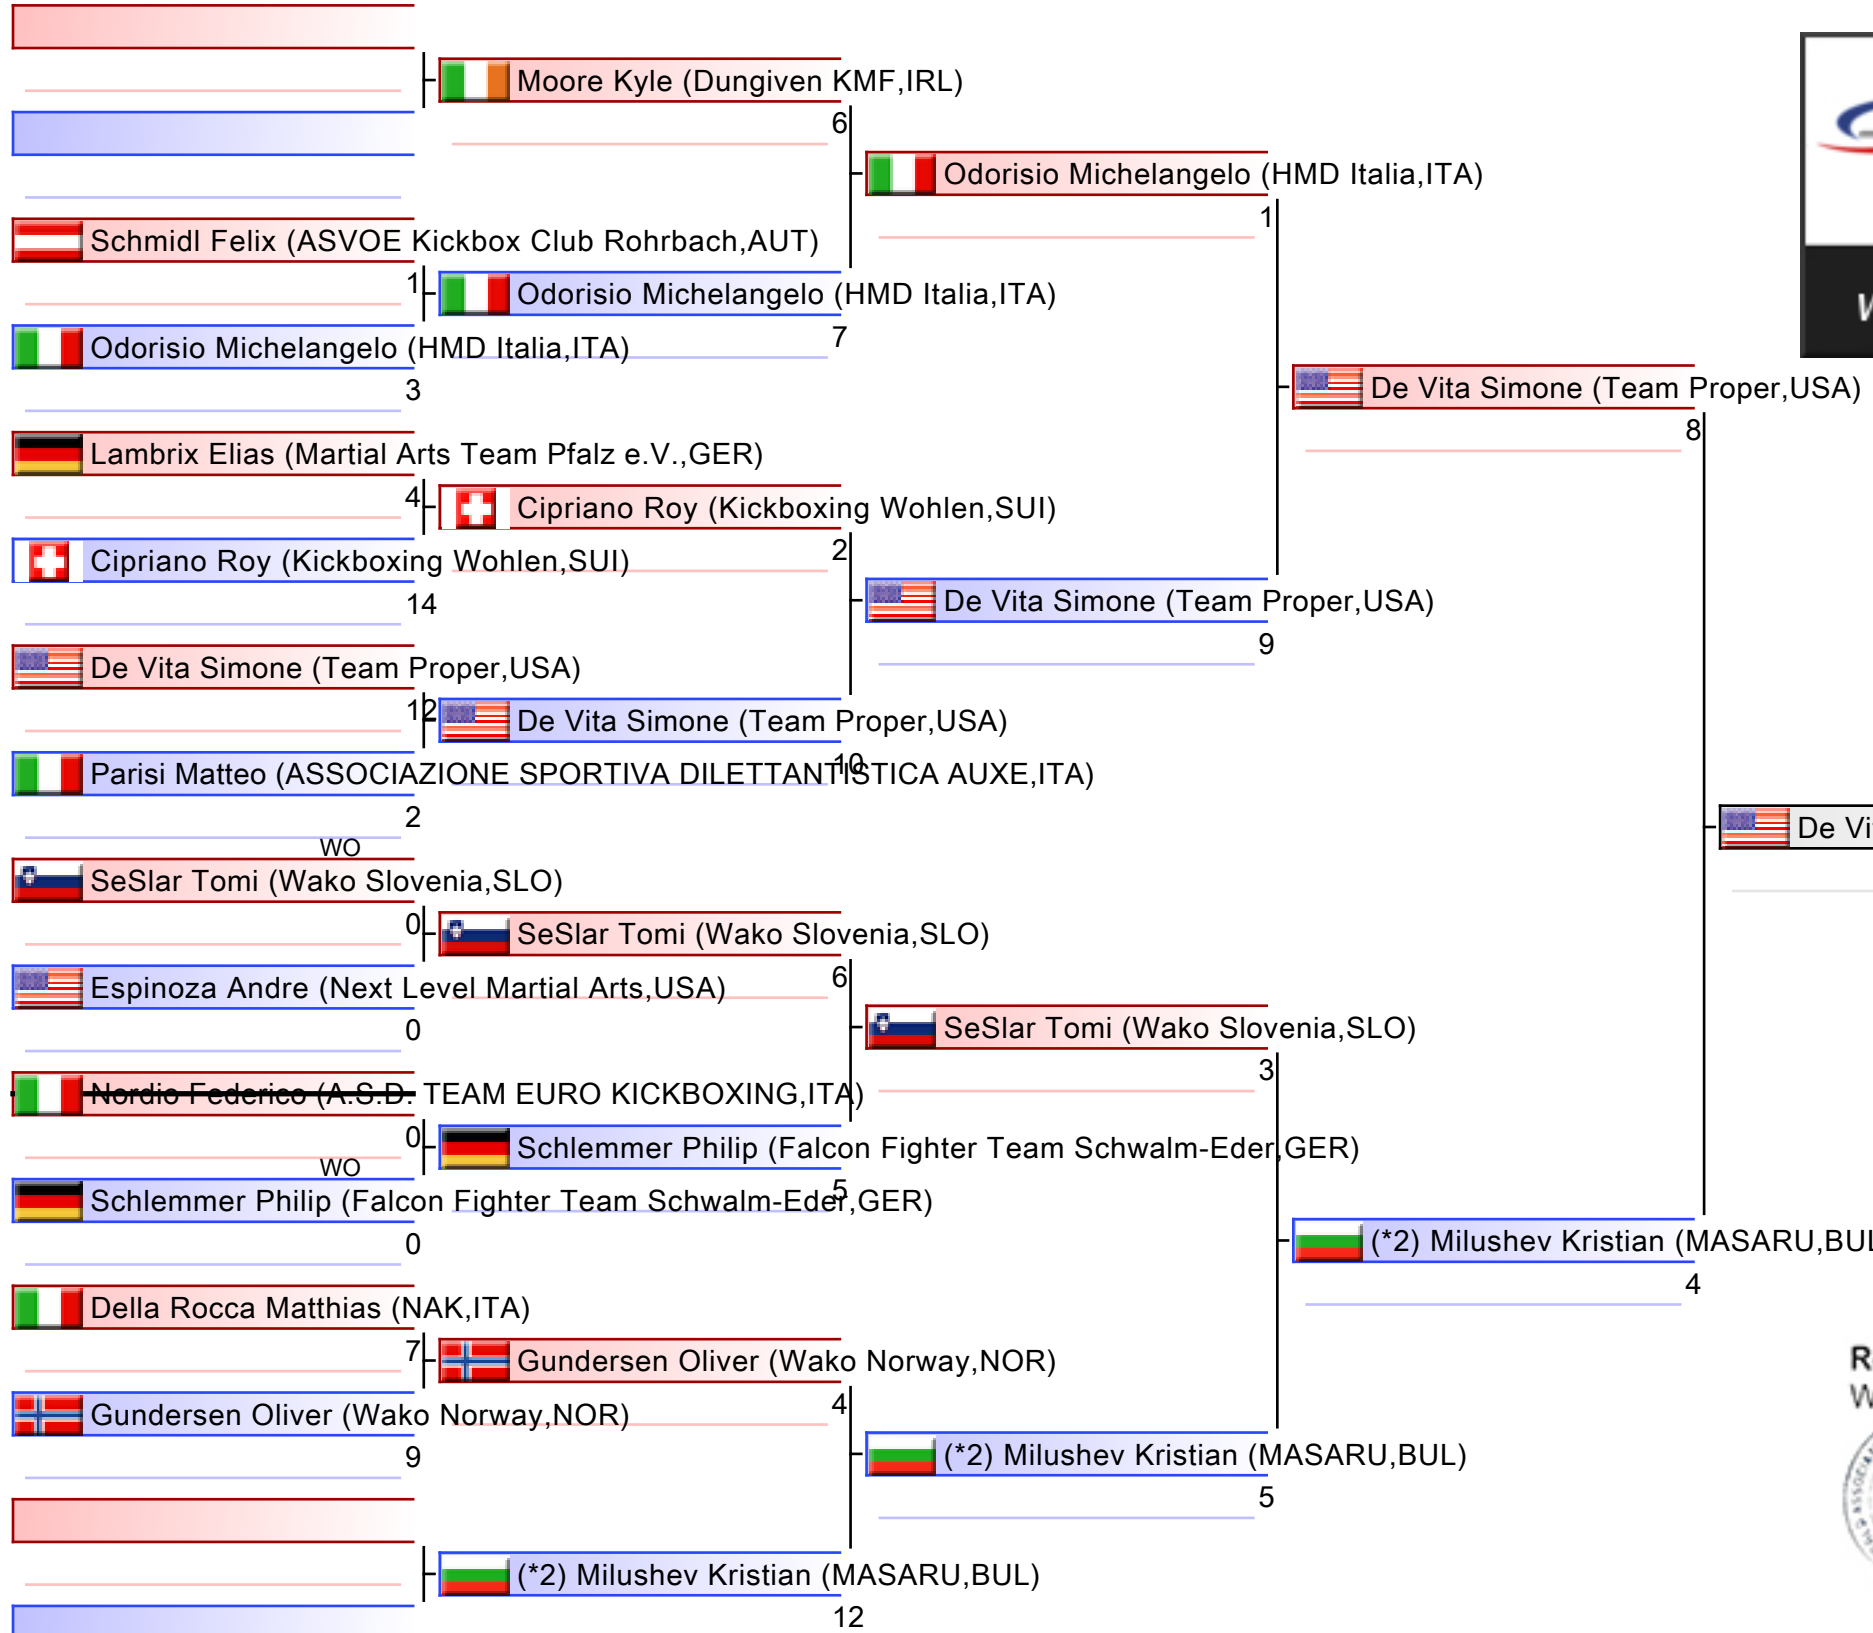 Moore Kyle (Dungiven KMF,IRL)
6
Odorisio Michelangelo (HMD Italia,ITA)
1
Schmidl Felix (ASVOE Kickbox Club Rohrbach,AUT)
1
Odorisio Michelangelo (HMD Italia,ITA)
7
Odorisio Michelangelo (HMD Italia,ITA)
3
De Vita Simone (Team Proper,USA)
8
Lambrix Elias (Martial Arts Team Pfalz e.V.,GER)
4
Cipriano Roy (Kickboxing Wohlen,SUI)
2
Cipriano Roy (Kickboxing Wohlen,SUI)
14
De Vita Simone (Team Proper,USA)
9
De Vita Simone (Team Proper,USA)
12
De Vita Simone (Team Proper,USA)
10
Parisi Matteo (ASSOCIAZIONE SPORTIVA DILETTANTISTICA AUXE,ITA)
2
De Vi
WO
SeSlar Tomi (Wako Slovenia,SLO)
0
SeSlar Tomi (Wako Slovenia,SLO)
6
Espinoza Andre (Next Level Martial Arts,USA)
0
SeSlar Tomi (Wako Slovenia,SLO)
3
Nordio Federico (A.S.D. TEAM EURO KICKBOXING,ITA)
0
Schlemmer Philip (Falcon Fighter Team Schwalm-Eder,GER)
5
WO
Schlemmer Philip (Falcon Fighter Team Schwalm-Eder,GER)
0
(*2) Milushev Kristian (MASARU,BUL
4
Della Rocca Matthias (NAK,ITA)
7
Gundersen Oliver (Wako Norway,NOR)
4
Gundersen Oliver (Wako Norway,NOR)
9
(*2) Milushev Kristian (MASARU,BUL)
5
(*2) Milushev Kristian (MASARU,BUL)
12
R
W